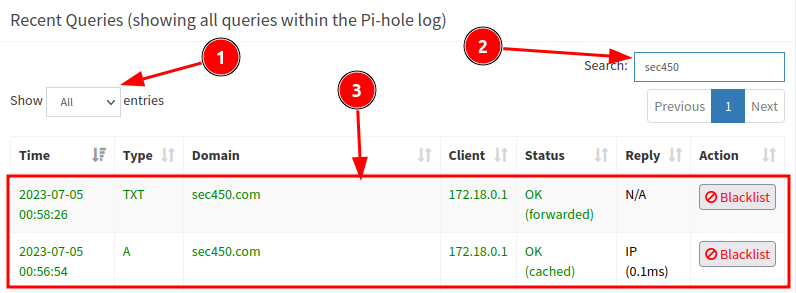 Recent Queries (showing all queries within the Pi-hole log)
1
2
Search: sec450
Show All entries
3
Previous 1 Next
Time Type Domain Client Status Reply Action
2023-07-05 TXT sec450.com 172.18.0.1 OK N/A Blacklist
00:58:26 (forwarded)
2023-07-05 A sec450.com 172.18.0.1 OK IP Blacklist
00:56:54 (cached) (0.1ms)